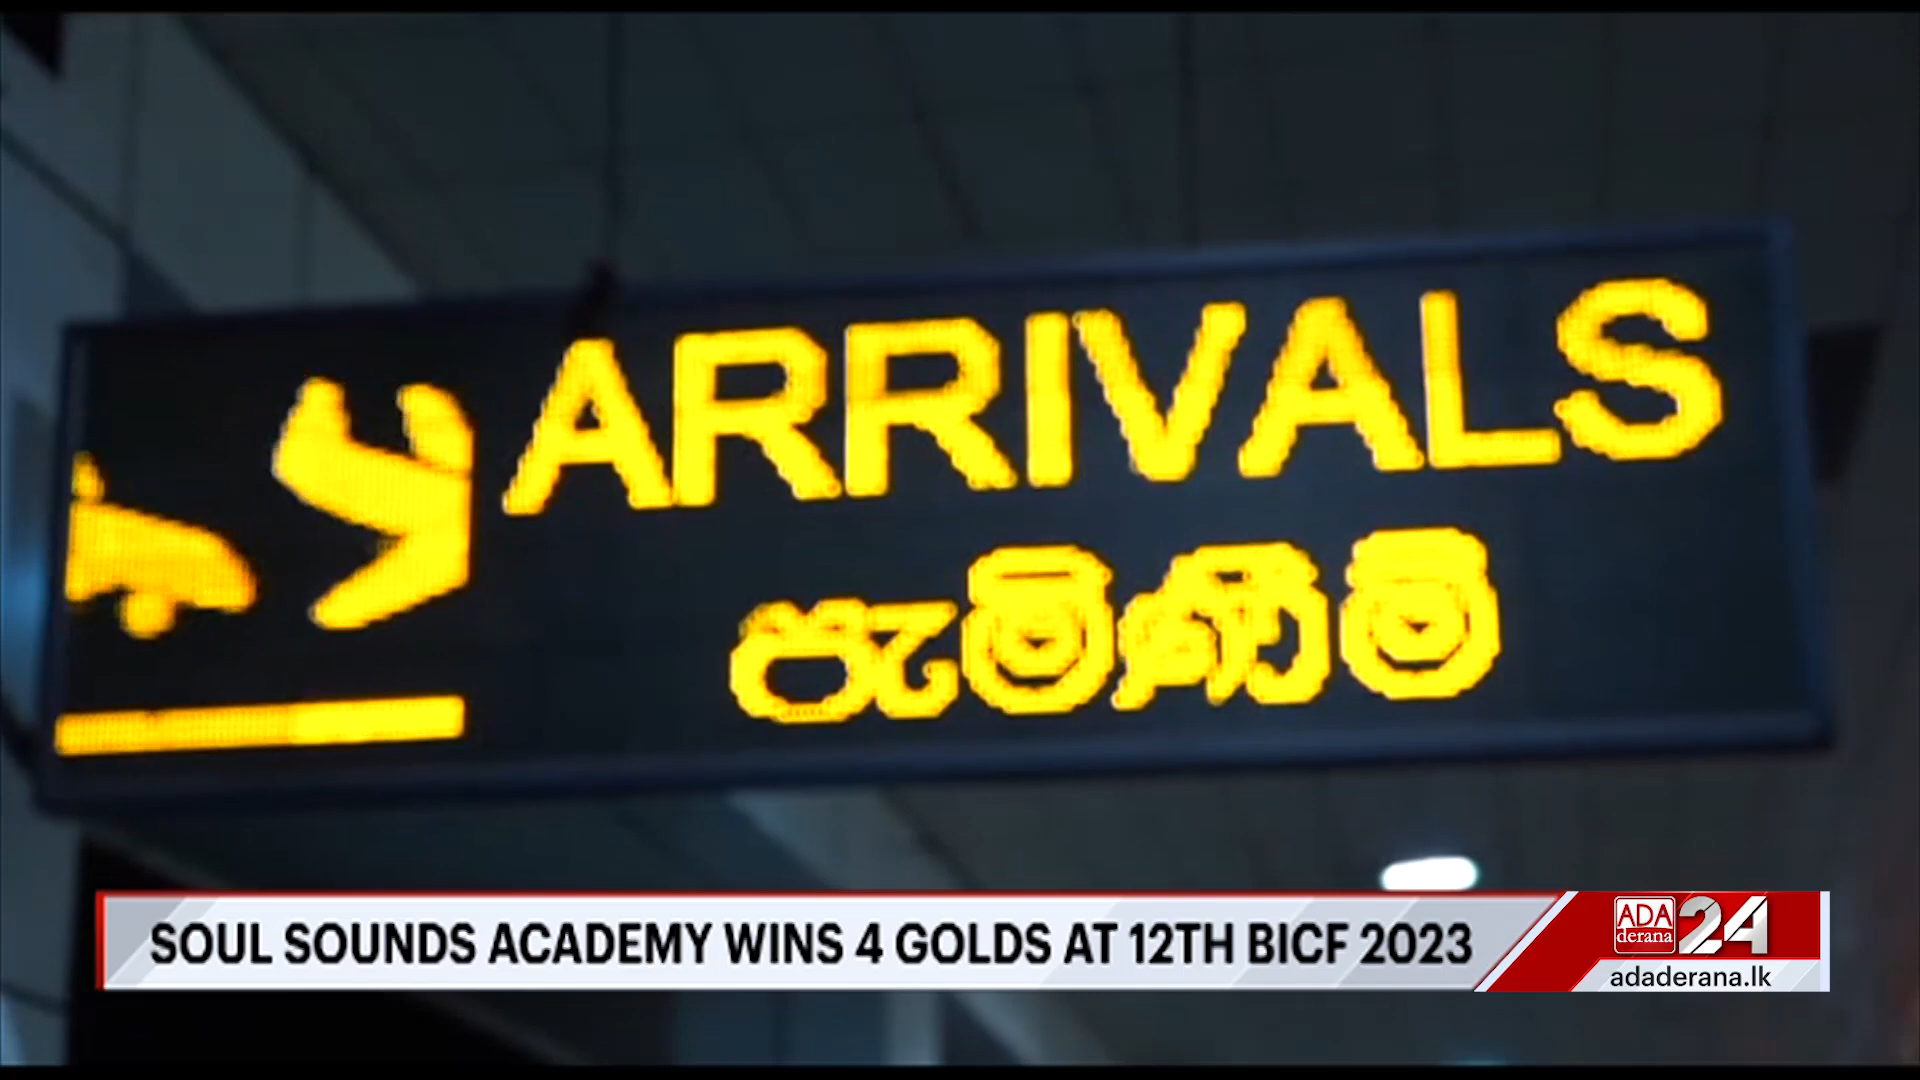 ARRIVALS
පැමිණීම්
SOUL SOUNDS ACADEMY WINS 4 GOLDS AT 12TH BICF 2023
ADA
derana
24
adaderana.lk